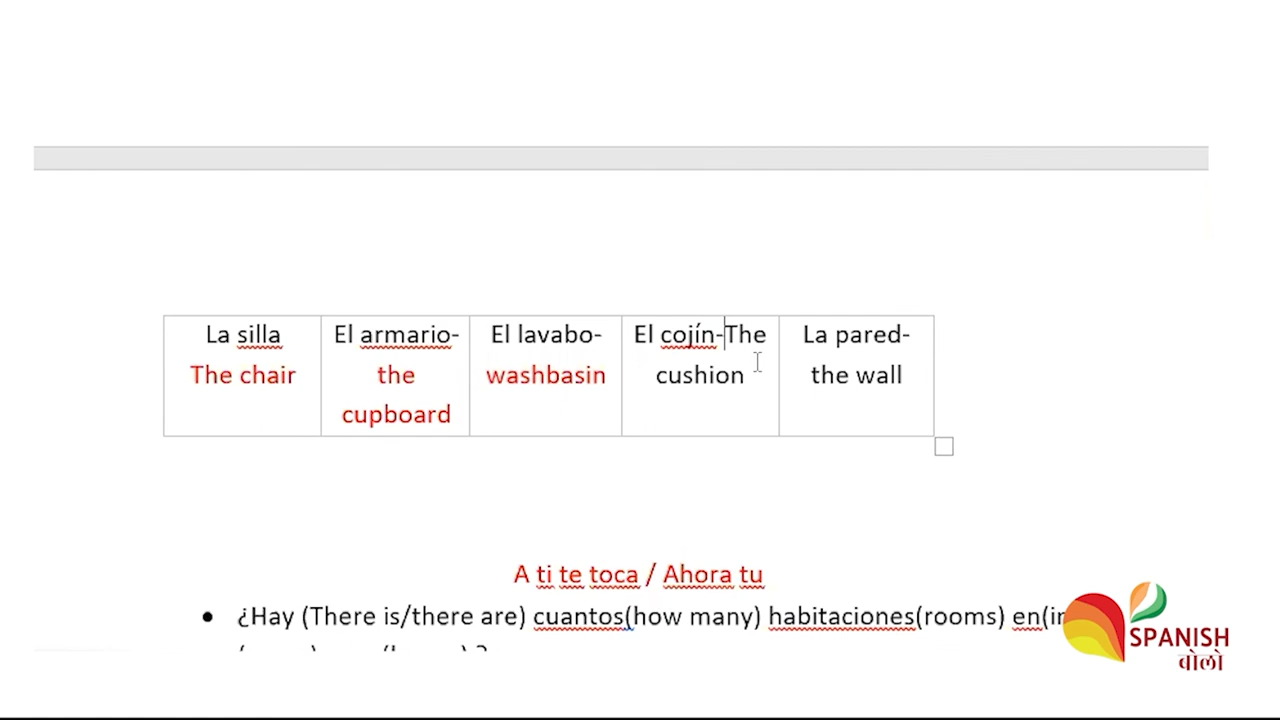 La silla
The chair
El armario-
the
cupboard
El lavabo-
washbasin
El cojín-The
cushion
La pared-
the wall
A ti te toca / Ahora tu
• ¿Hay (There is/there are) cuantos(how many) habitaciones(rooms) en(in
SPANISH
बोलो